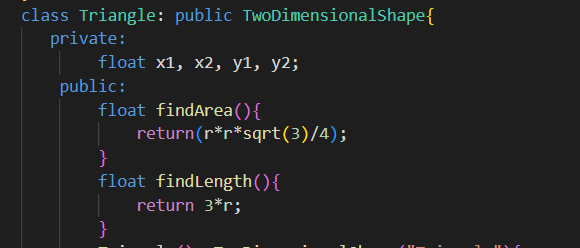 class Triangle: public TwoDimensionalShape{
private:
float x1, x2, y1, y2;
public:
float findArea(){
return(r*r*sqrt(3)/4);
}
float findLength(){
return 3*r;
}